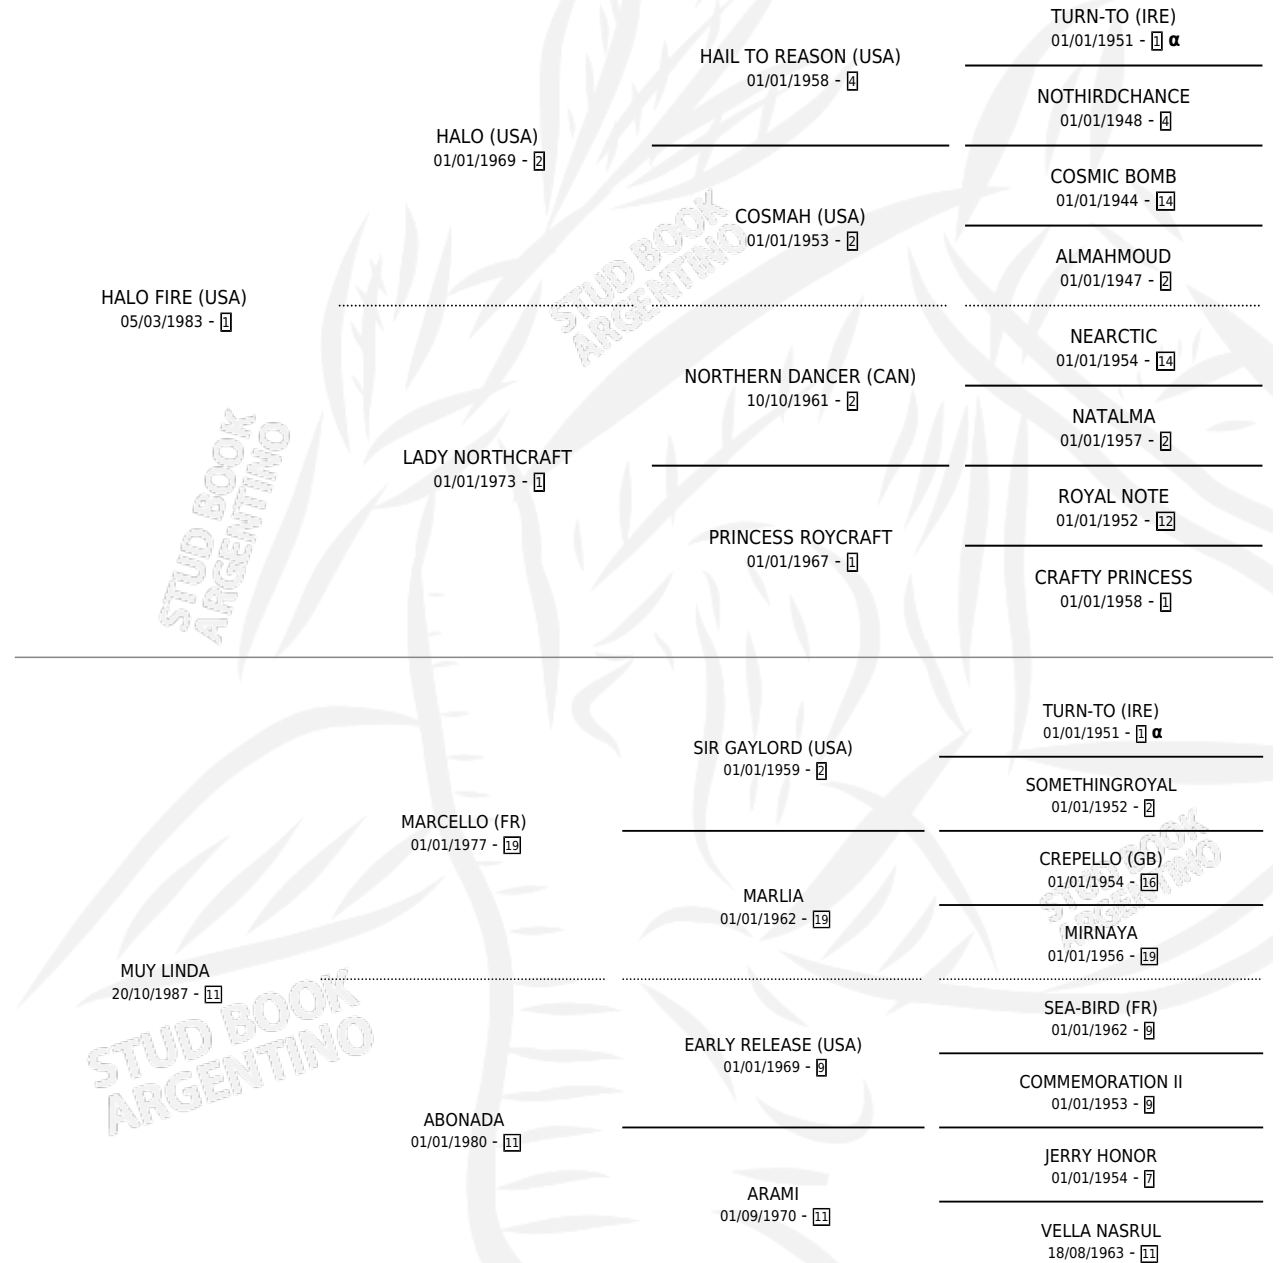 TURN-TO (IRE)
01/01/1951 - 1 α
HAIL TO REASON (USA)
01/01/1958 - 4
NOTHIRDCHANCE
01/01/1948 - 4
HALO (USA)
01/01/1969 - 2
COSMIC BOMB
01/01/1944 - 14
COSMAH (USA)
01/01/1953 - 2
ALMAHMOUD
01/01/1947 - 2
HALO FIRE (USA)
05/03/1983 - 1
NEARCTIC
01/01/1954 - 14
NORTHERN DANCER (CAN)
10/10/1961 - 2
NATALMA
01/01/1957 - 2
LADY NORTHCRAFT
01/01/1973 - 1
ROYAL NOTE
01/01/1952 - 12
PRINCESS ROYCRAFT
01/01/1967 - 1
CRAFTY PRINCESS
01/01/1958 - 1
TURN-TO (IRE)
01/01/1951 - 1 α
SIR GAYLORD (USA)
01/01/1959 - 2
SOMETHINGROYAL
01/01/1952 - 2
MARCELLO (FR)
01/01/1977 - 19
CREPELLO (GB)
01/01/1954 - 16
MARLIA
01/01/1962 - 19
MIRNAYA
01/01/1956 - 19
MUY LINDA
20/10/1987 - 11
SEA-BIRD (FR)
01/01/1962 - 9
EARLY RELEASE (USA)
01/01/1969 - 9
COMMEMORATION II
01/01/1953 - 9
ABONADA
01/01/1980 - 11
JERRY HONOR
01/01/1954 - 7
ARAMI
01/09/1970 - 11
VELLA NASRUL
18/08/1963 - 11
STUD BOOK
ARGENTINO
STUD BOOK
ARGENTINO
STUD BOOK
ARGENTINO
STUD BOOK
ARGENTINO